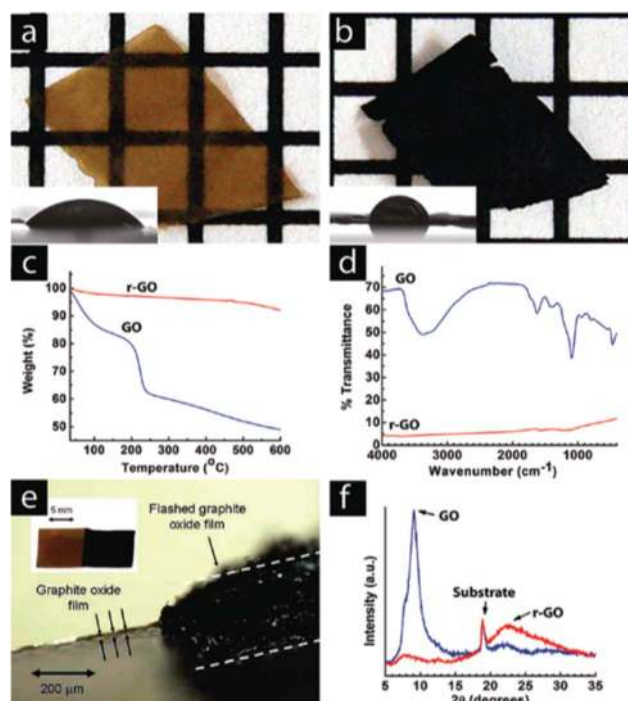 a
b
c
r-GO
GO
100
90
80
70
60
50
Weight (%)
100
200
300
400
500
600
Temperature (°C)
d
GO
r-GO
70
60
50
40
30
20
10
0
% Transmittance
4000
3000
2000
1000
Wavenumber (cm⁻¹)
e
5 mm
Flashed graphite
oxide film
Graphite oxide
film
200 μm
f
GO
Substrate
r-GO
Intensity (a.u.)
5
10
15
20
25
30
35
2θ (degrees)